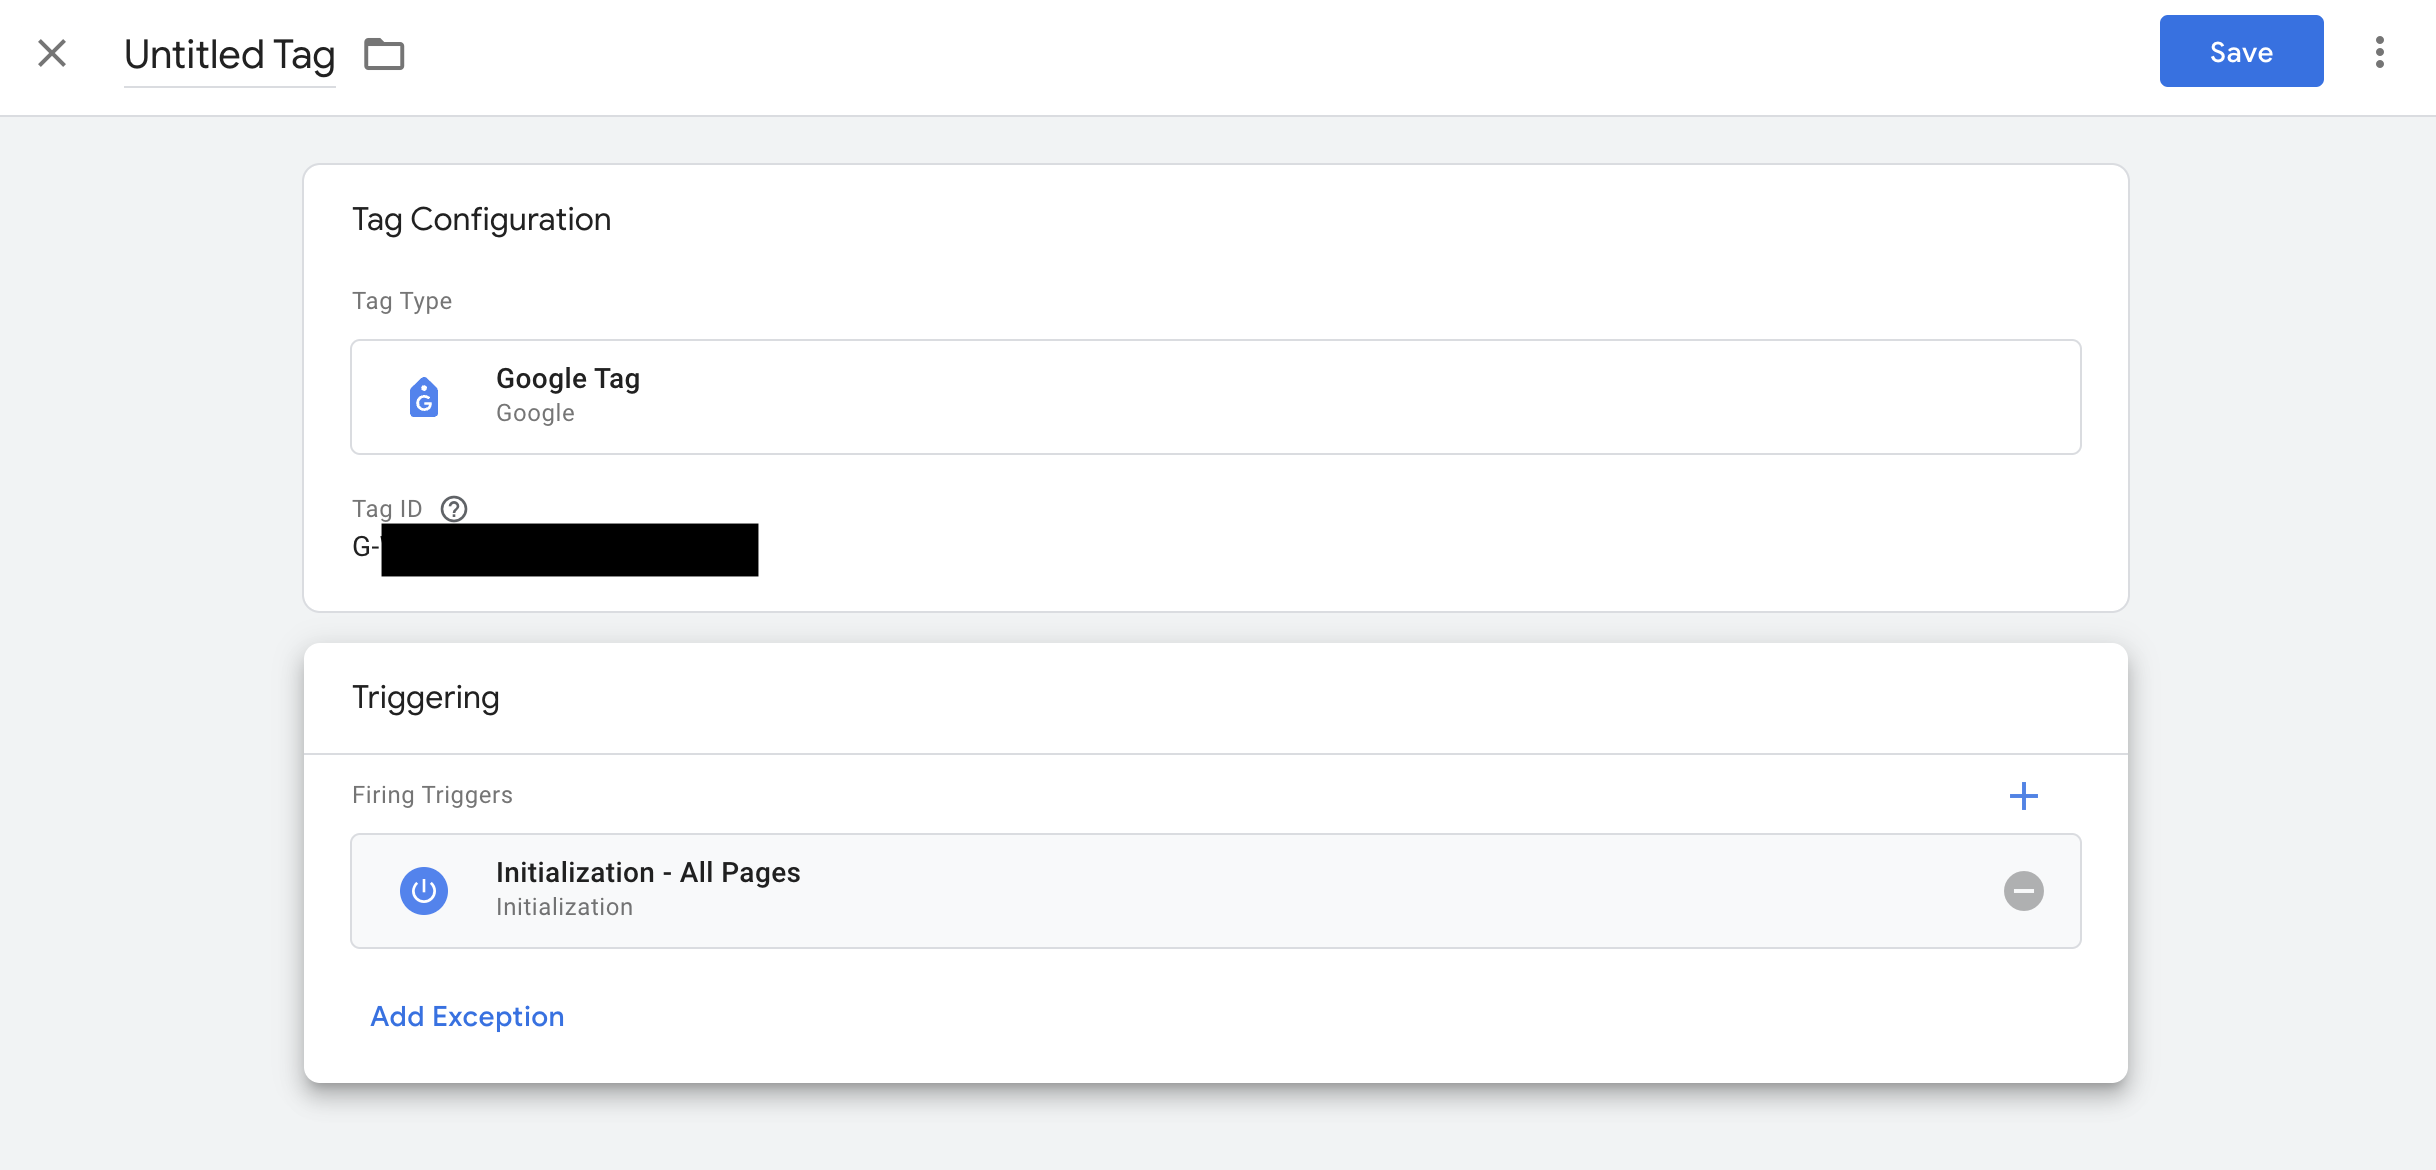 Untitled Tag
Save
Tag Configuration
Tag Type
Google Tag
Google
Tag ID
G-
Triggering
Firing Triggers
Initialization - All Pages
Initialization
Add Exception